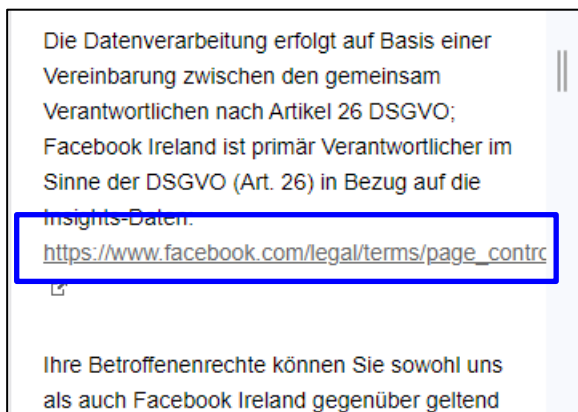 Die Datenverarbeitung erfolgt auf Basis einer
Vereinbarung zwischen den gemeinsam
Verantwortlichen nach Artikel 26 DSGVO;
Facebook Ireland ist primär Verantwortlicher im
Sinne der DSGVO (Art. 26) in Bezug auf die
Insights-Daten:
https://www.facebook.com/legal/terms/page_contro
Ihre Betroffenenrechte können Sie sowohl uns
als auch Facebook Ireland gegenüber geltend